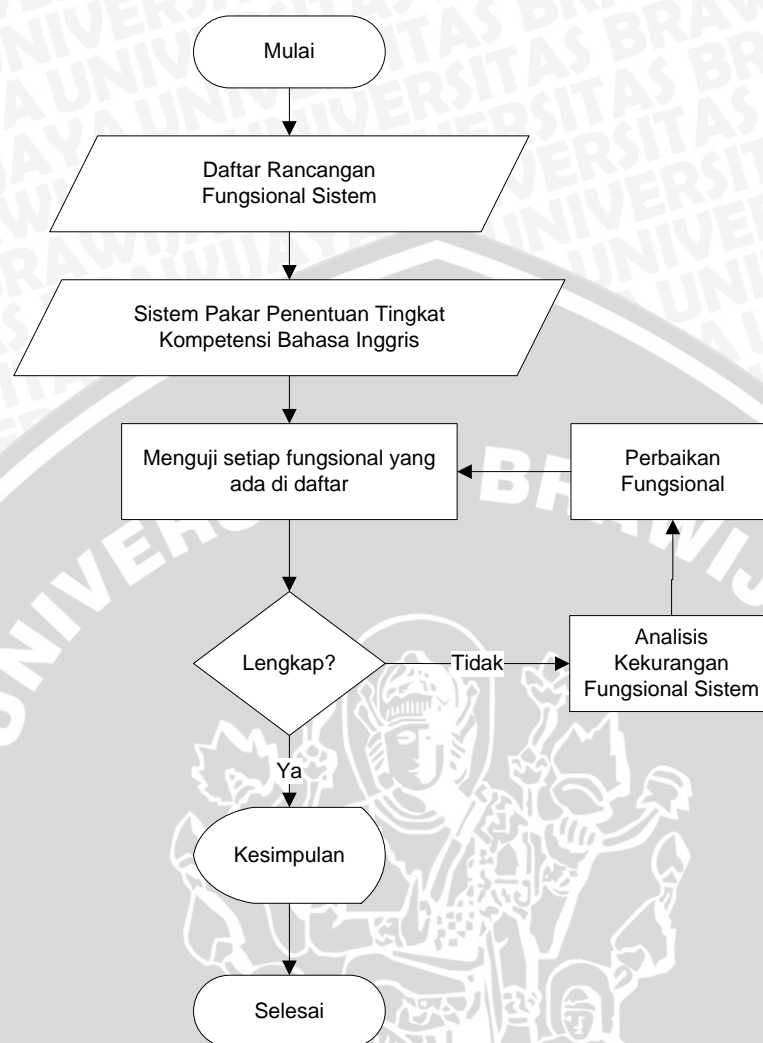 Mulai
Daftar Rancangan
Fungsional Sistem
Sistem Pakar Penentuan Tingkat
Kompetensi Bahasa Inggris
Menguji setiap fungsional yang
ada di daftar
Perbaikan
Fungsional
Lengkap?
Tidak
Analisis
Kekurangan
Fungsional Sistem
Ya
Kesimpulan
Selesai